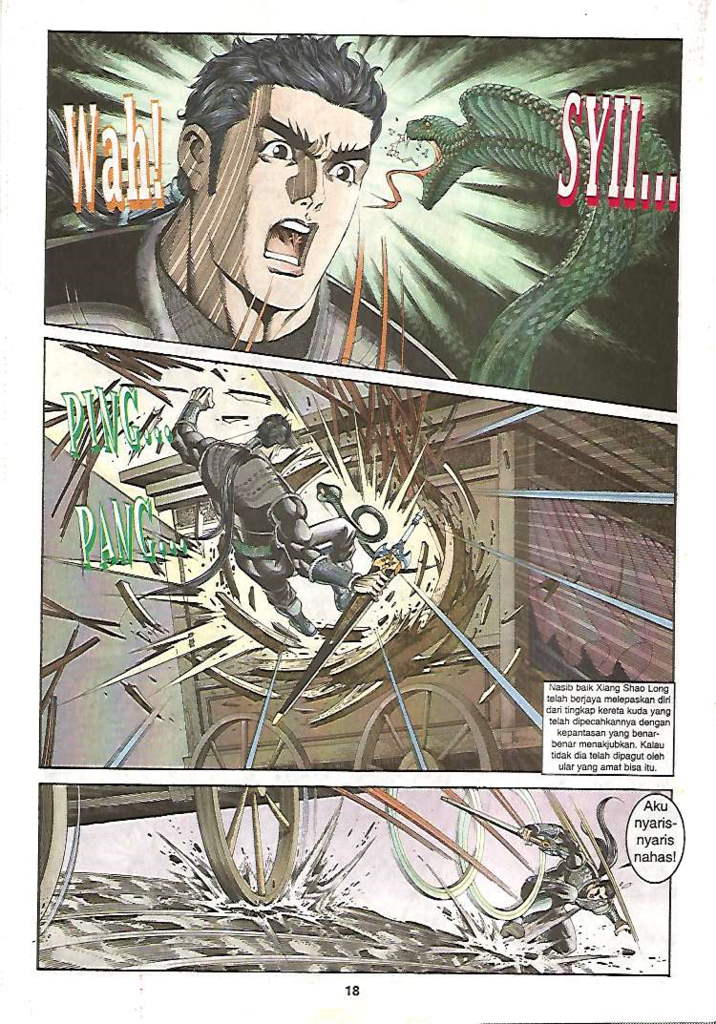 Wah!
SYII...
PING...
PANG...
Nasib baik Xiang Shao Long
telah berjaya melepaskan diri
dari tingkap kereta kuda yang
telah dipecahkannya dengan
kepantasan yang benar-
benar menakjubkan. Kalau
tidak dia telah dipagut oleh
ular yang amat bisa itu.
Aku
nyaris-
nyaris
nahas!
18